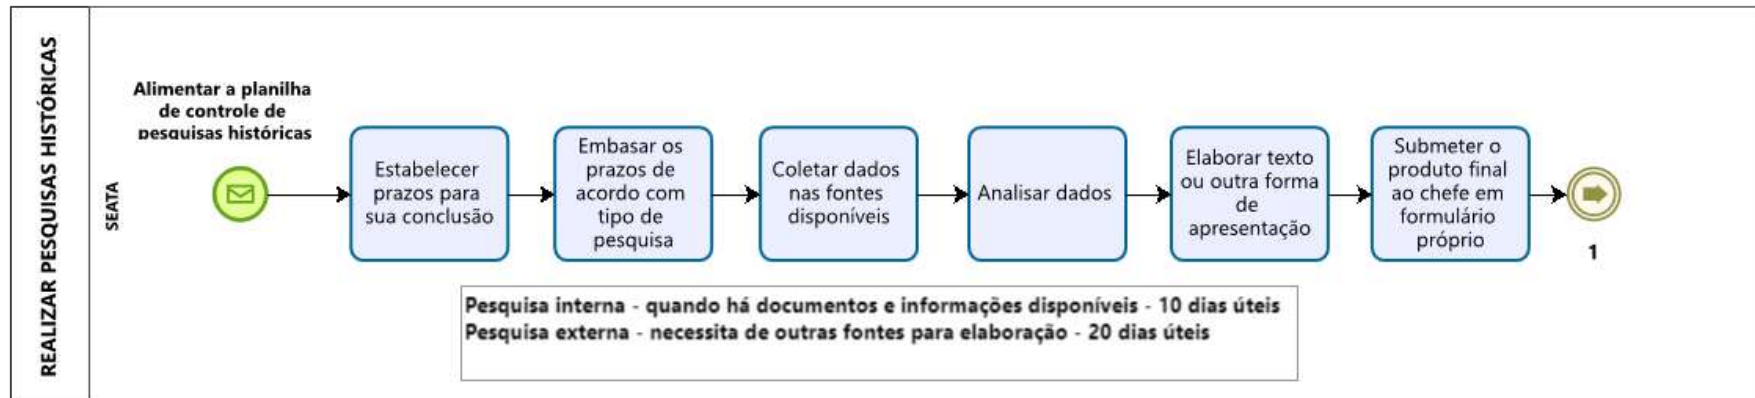 REALIZAR PESQUISAS HISTÓRICAS
SEATA
Alimentar a planilha
de controle de
pesquisas históricas
Estabelecer
prazos para
sua conclusão
Embasar os
prazos de
acordo com
tipo de
pesquisa
Coletar dados
nas fontes
disponíveis
Analisar dados
Elaborar texto
ou outra forma
de
apresentação
Submeter o
produto final
ao chefe em
formulário
próprio
1
Pesquisa interna - quando há documentos e informações disponíveis - 10 dias úteis
Pesquisa externa - necessita de outras fontes para elaboração - 20 dias úteis